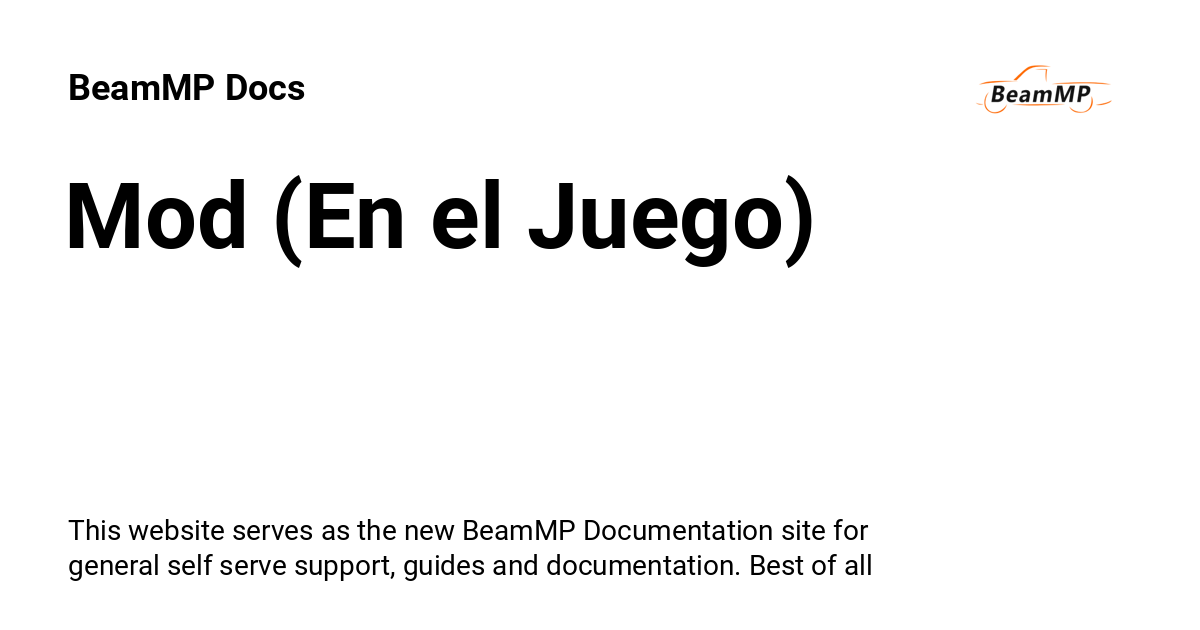 BeamMP Docs
BeamMP
Mod (En el Juego)
This website serves as the new BeamMP Documentation site for
general self serve support, guides and documentation. Best of all